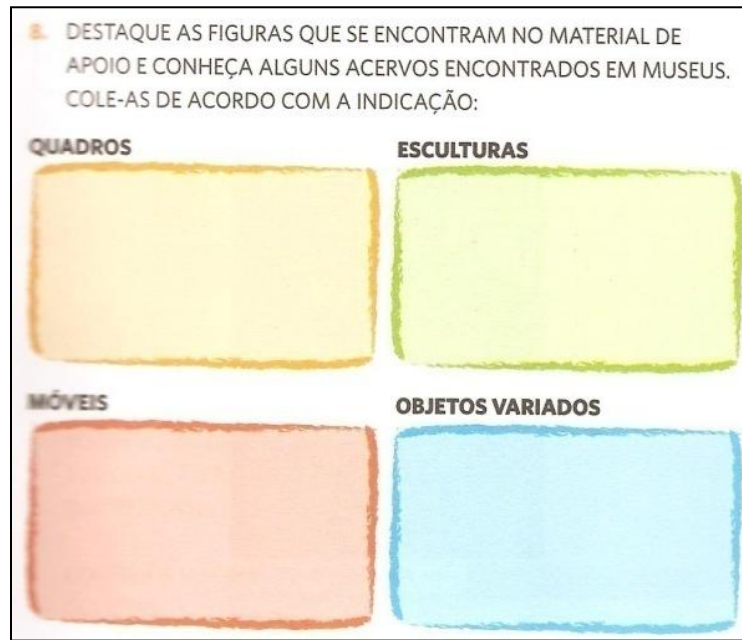 8. DESTAQUE AS FIGURAS QUE SE ENCONTRAM NO MATERIAL DE
APOIO E CONHEÇA ALGUNS ACERVOS ENCONTRADOS EM MUSEUS.
COLE-AS DE ACORDO COM A INDICAÇÃO:
QUADROS
ESCULTURAS
MÓVEIS
OBJETOS VARIADOS